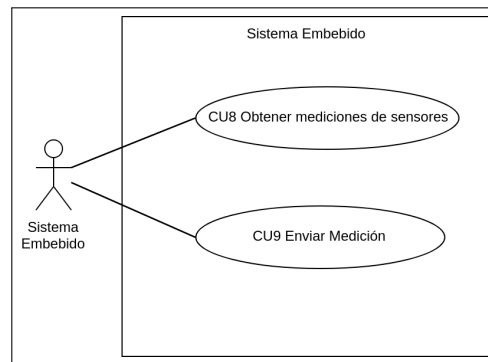 Sistema Embebido
CU8 Obtener mediciones de sensores
Sistema
Embebido
CU9 Enviar Medición